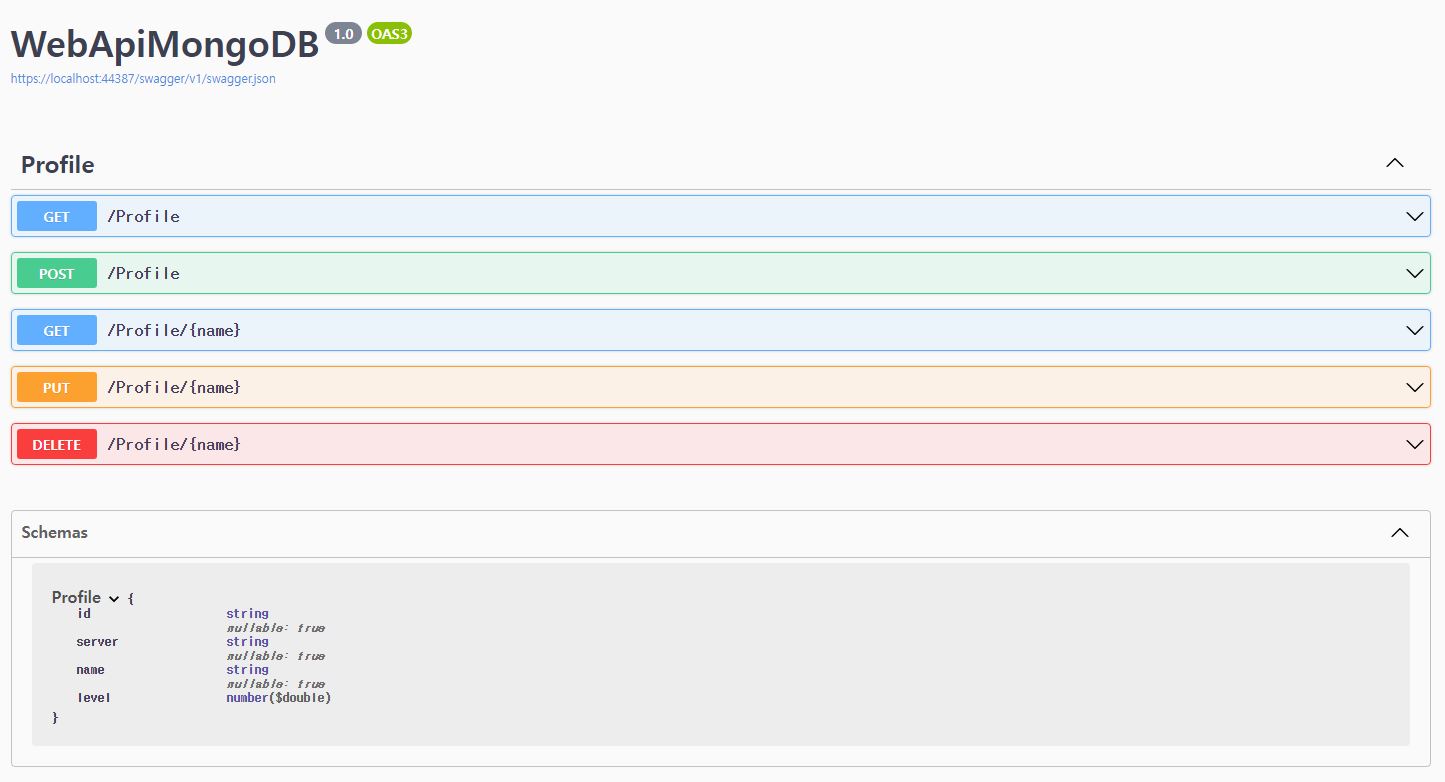 WebApiMongoDB 1.0 OAS3
https://localhost:44387/swagger/v1/swagger.json
Profile
GET /Profile
POST /Profile
GET /Profile/{name}
PUT /Profile/{name}
DELETE /Profile/{name}
Schemas
Profile {
id string
nullable: true
server string
nullable: true
name string
nullable: true
level number($double)
}